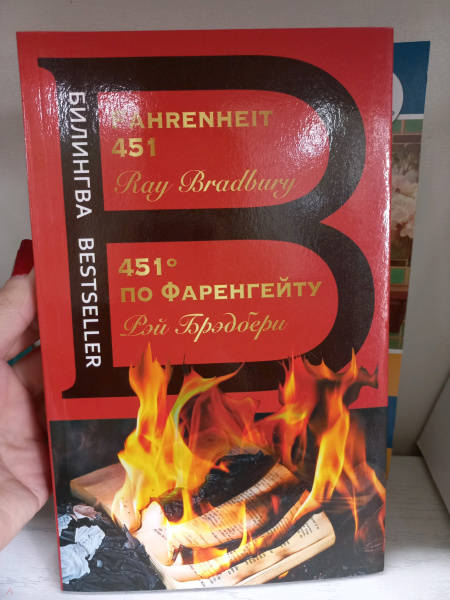 FAHRENHEIT
451
Ray Bradbury
451°
ПО ФАРЕНГЕЙТУ
Рэй Брэдбери
БИЛИНГВА BESTSELLER